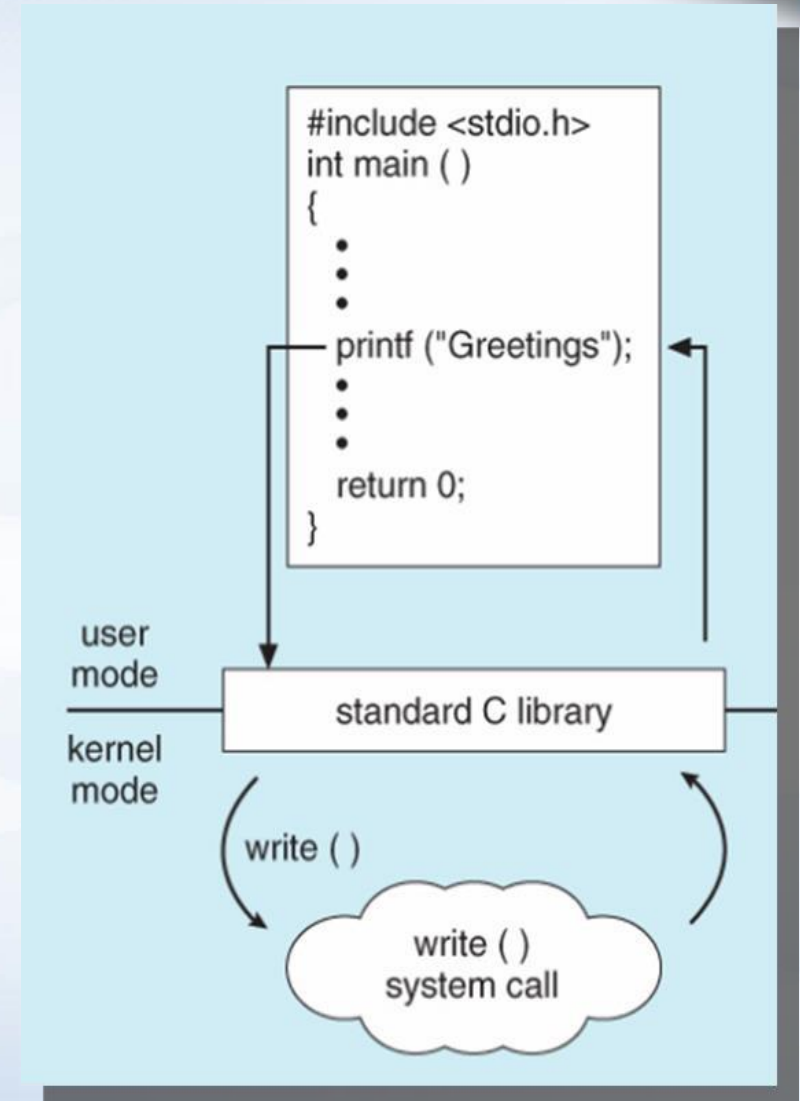 #include <stdio.h>
int main ( )
{
•
•
•
printf ("Greetings");
•
•
•
return 0;
}
user
mode
standard C library
kernel
mode
write ( )
write ( )
system call